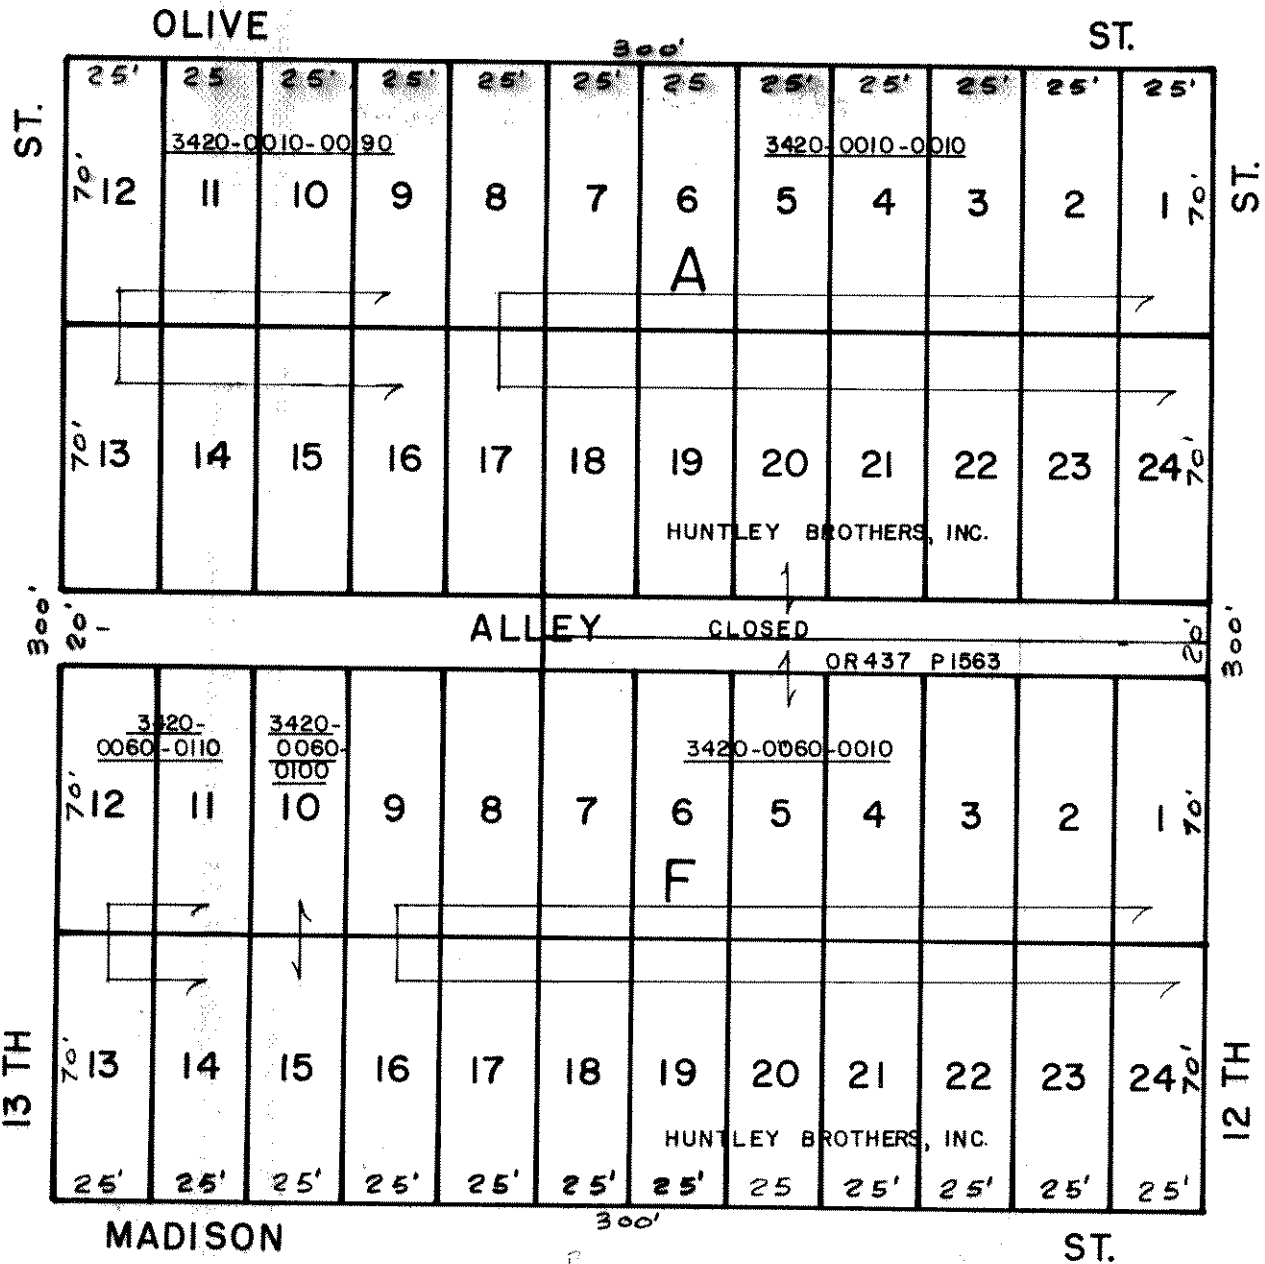 OLIVE ST.
300'
25' 25 25' 25' 25' 25' 25 25' 25' 25' 25' 25'
ST.
ST.
3420-0010-0090 3420-0010-0010
70' 12 11 10 9 8 7 6 5 4 3 2 1 70'
A
70' 13 14 15 16 17 18 19 20 21 22 23 24 70'
HUNTLEY BROTHERS, INC.
300' 20' ALLEY CLOSED 20' 300'
OR 437 P 1563
3420-
0060-0110
3420-
0060-
0100
3420-0060-0010
70' 12 11 10 9 8 7 6 5 4 3 2 1 70'
F
13 TH
12 TH
70' 13 14 15 16 17 18 19 20 21 22 23 24 70'
HUNTLEY BROTHERS, INC.
25' 25' 25' 25' 25' 25' 25' 25 25' 25' 25' 25'
300'
MADISON ST.